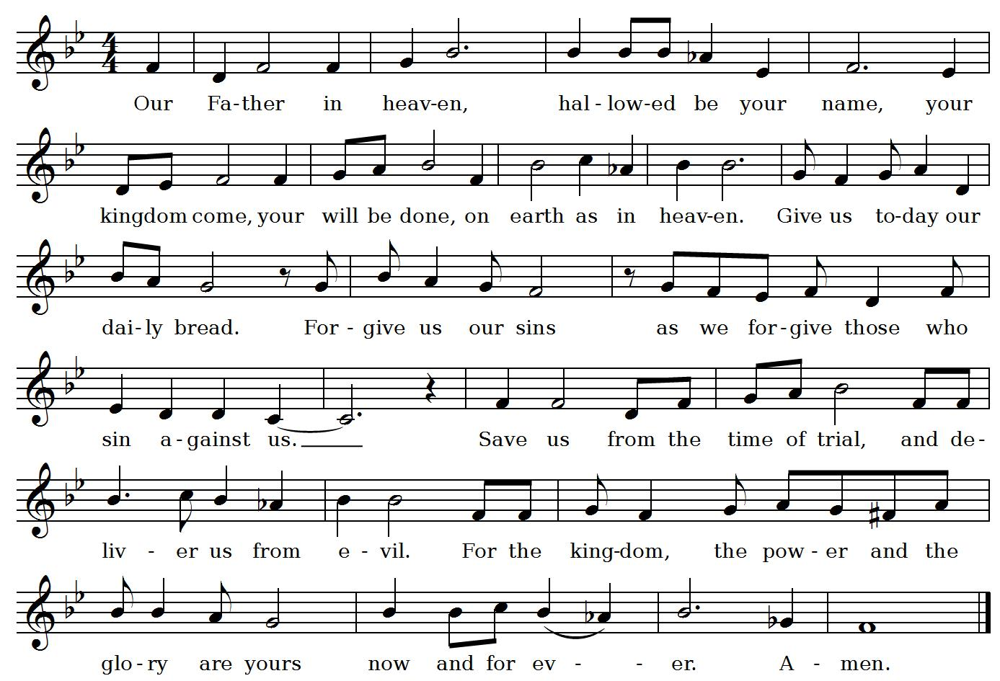 Our Fa-ther in heav-en, hal - low-ed be your name, your
kingdom come, your will be done, on earth as in heav-en. Give us to-day our
dai - ly bread. For - give us our sins as we for - give those who
sin a - gainst us. Save us from the time of trial, and de -
liv - er us from e - vil. For the king-dom, the pow - er and the
glo - ry are yours now and for ev - - er. A - men.